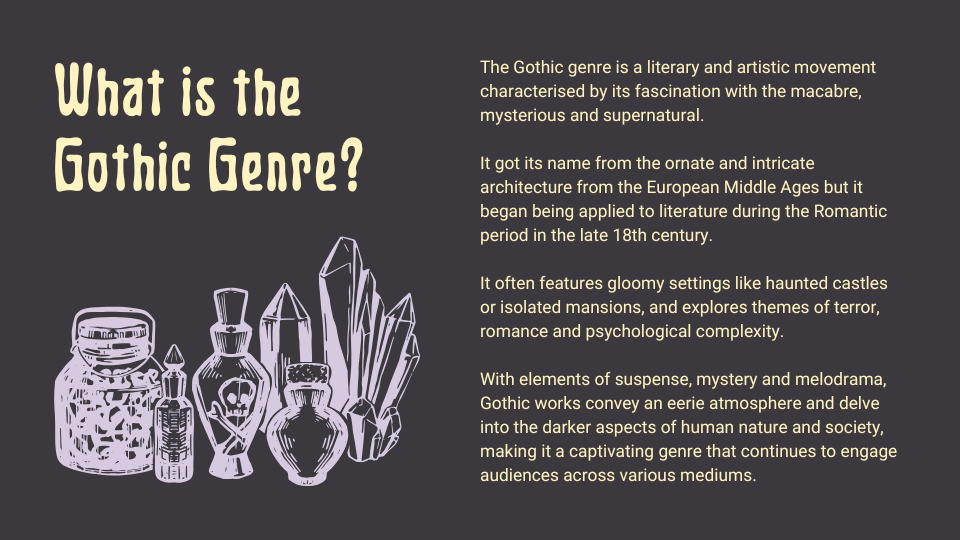 What is the
Gothic Genre?
The Gothic genre is a literary and artistic movement
characterised by its fascination with the macabre,
mysterious and supernatural.
It got its name from the ornate and intricate
architecture from the European Middle Ages but it
began being applied to literature during the Romantic
period in the late 18th century.
It often features gloomy settings like haunted castles
or isolated mansions, and explores themes of terror,
romance and psychological complexity.
With elements of suspense, mystery and melodrama,
Gothic works convey an eerie atmosphere and delve
into the darker aspects of human nature and society,
making it a captivating genre that continues to engage
audiences across various mediums.